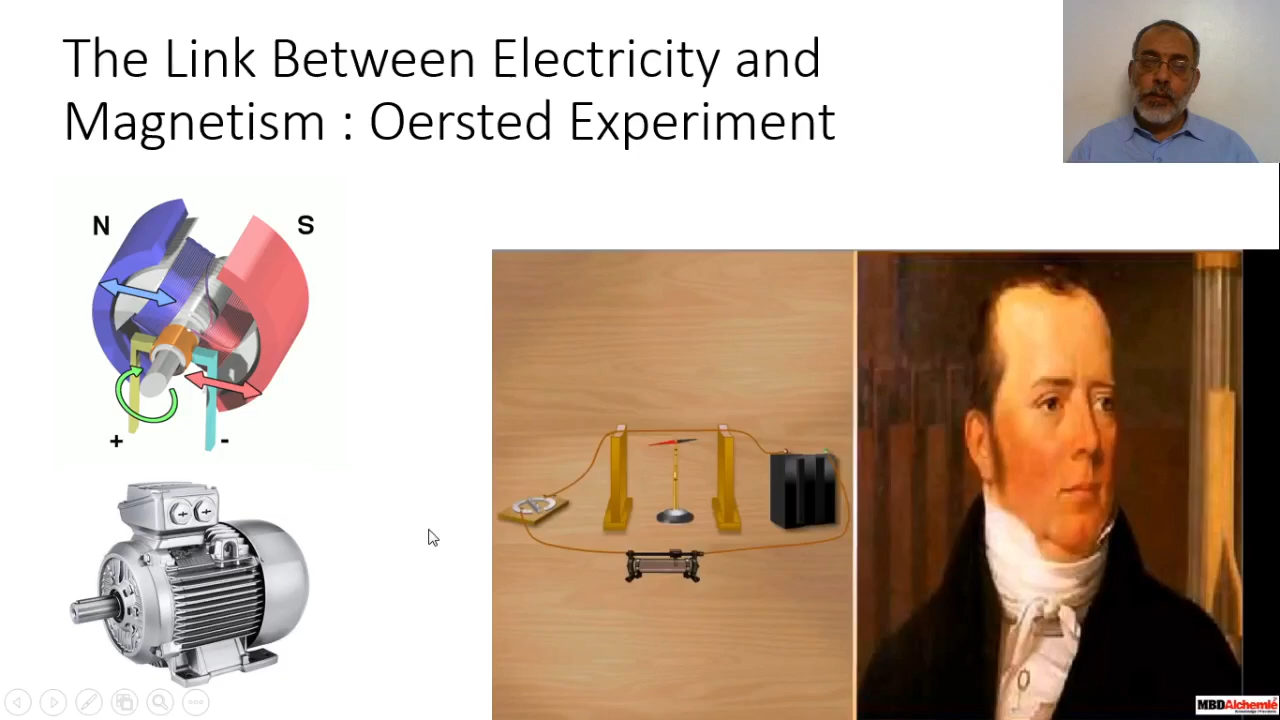 The Link Between Electricity and
Magnetism : Oersted Experiment
N
S
+
-
MBDAlchemie